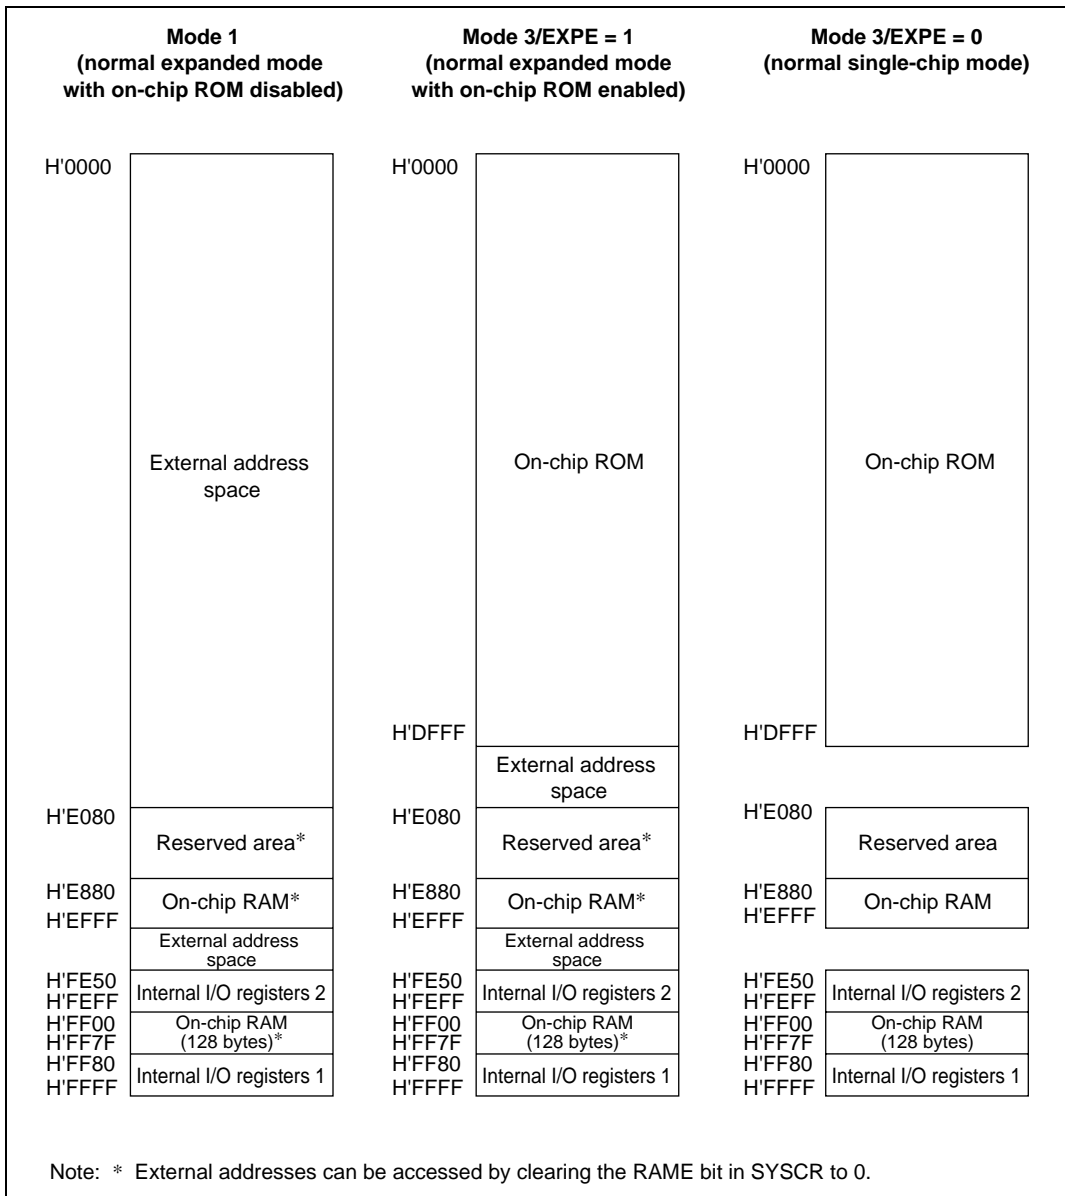 Mode 1
(normal expanded mode
with on-chip ROM disabled)
H'0000
External address
space
H'E080
Reserved area*
H'E880
On-chip RAM*
H'EFFF
External address
space
H'FE50
Internal I/O registers 2
H'FEFF
H'FF00
On-chip RAM
(128 bytes)*
H'FF7F
H'FF80
Internal I/O registers 1
H'FFFF
Mode 3/EXPE = 1
(normal expanded mode
with on-chip ROM enabled)
H'0000
On-chip ROM
H'DFFF
External address
space
H'E080
Reserved area*
H'E880
On-chip RAM*
H'EFFF
External address
space
H'FE50
Internal I/O registers 2
H'FEFF
H'FF00
On-chip RAM
(128 bytes)*
H'FF7F
H'FF80
Internal I/O registers 1
H'FFFF
Mode 3/EXPE = 0
(normal single-chip mode)
H'0000
On-chip ROM
H'DFFF
H'E080
Reserved area
H'E880
On-chip RAM
H'EFFF
H'FE50
Internal I/O registers 2
H'FEFF
H'FF00
On-chip RAM
(128 bytes)
H'FF7F
H'FF80
Internal I/O registers 1
H'FFFF
Note: * External addresses can be accessed by clearing the RAME bit in SYSCR to 0.